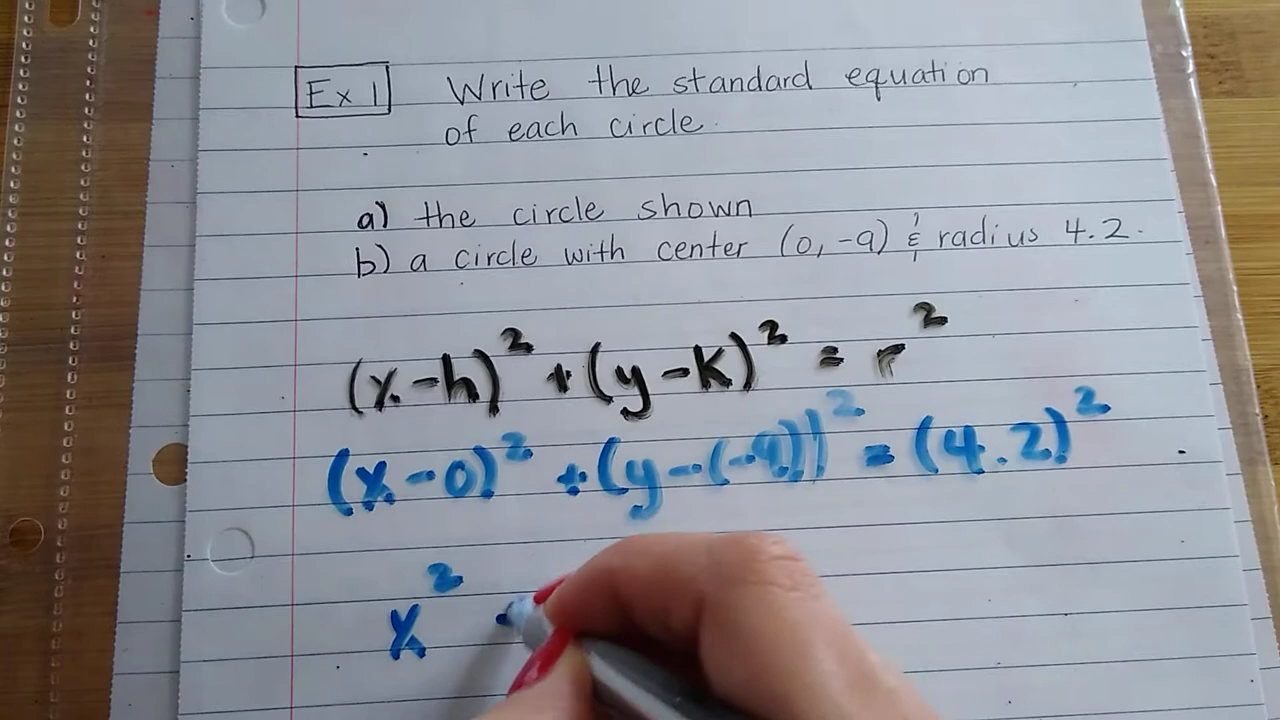 Ex 1 Write the standard equation
of each circle.
a) the circle shown
b) a circle with center (0, -9) & radius 4.2.
(x-h)² + (y-k)² = r²
(x-0)² + (y-(-9))² = (4.2)²
x²